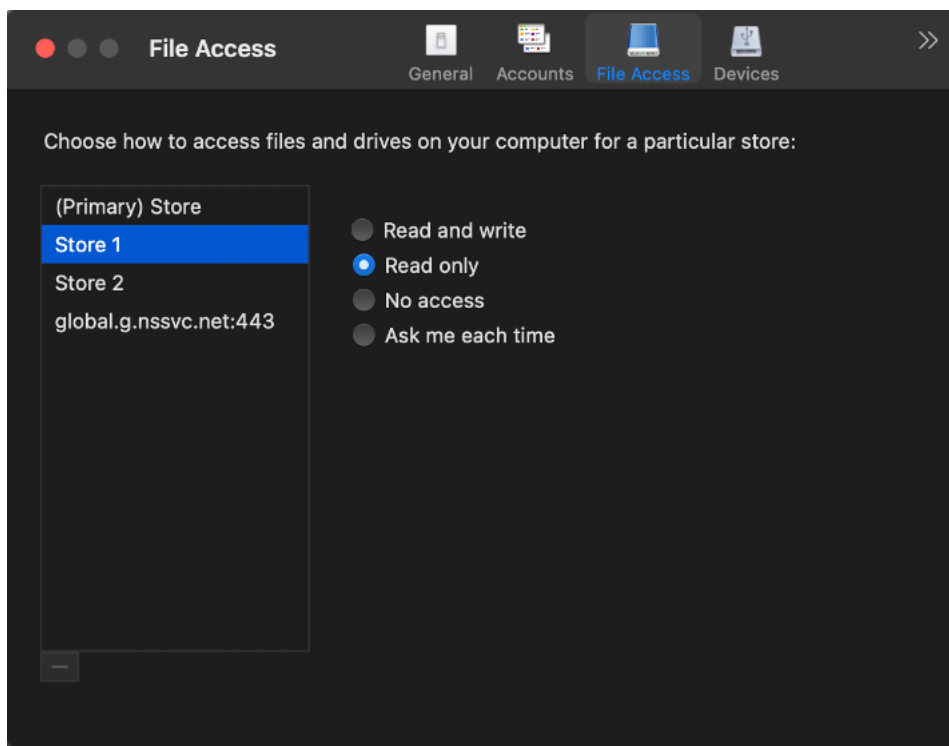 File Access
General
Accounts
File Access
Devices
Choose how to access files and drives on your computer for a particular store:
(Primary) Store
Store 1
Store 2
global.g.nssvc.net:443
Read and write
Read only
No access
Ask me each time